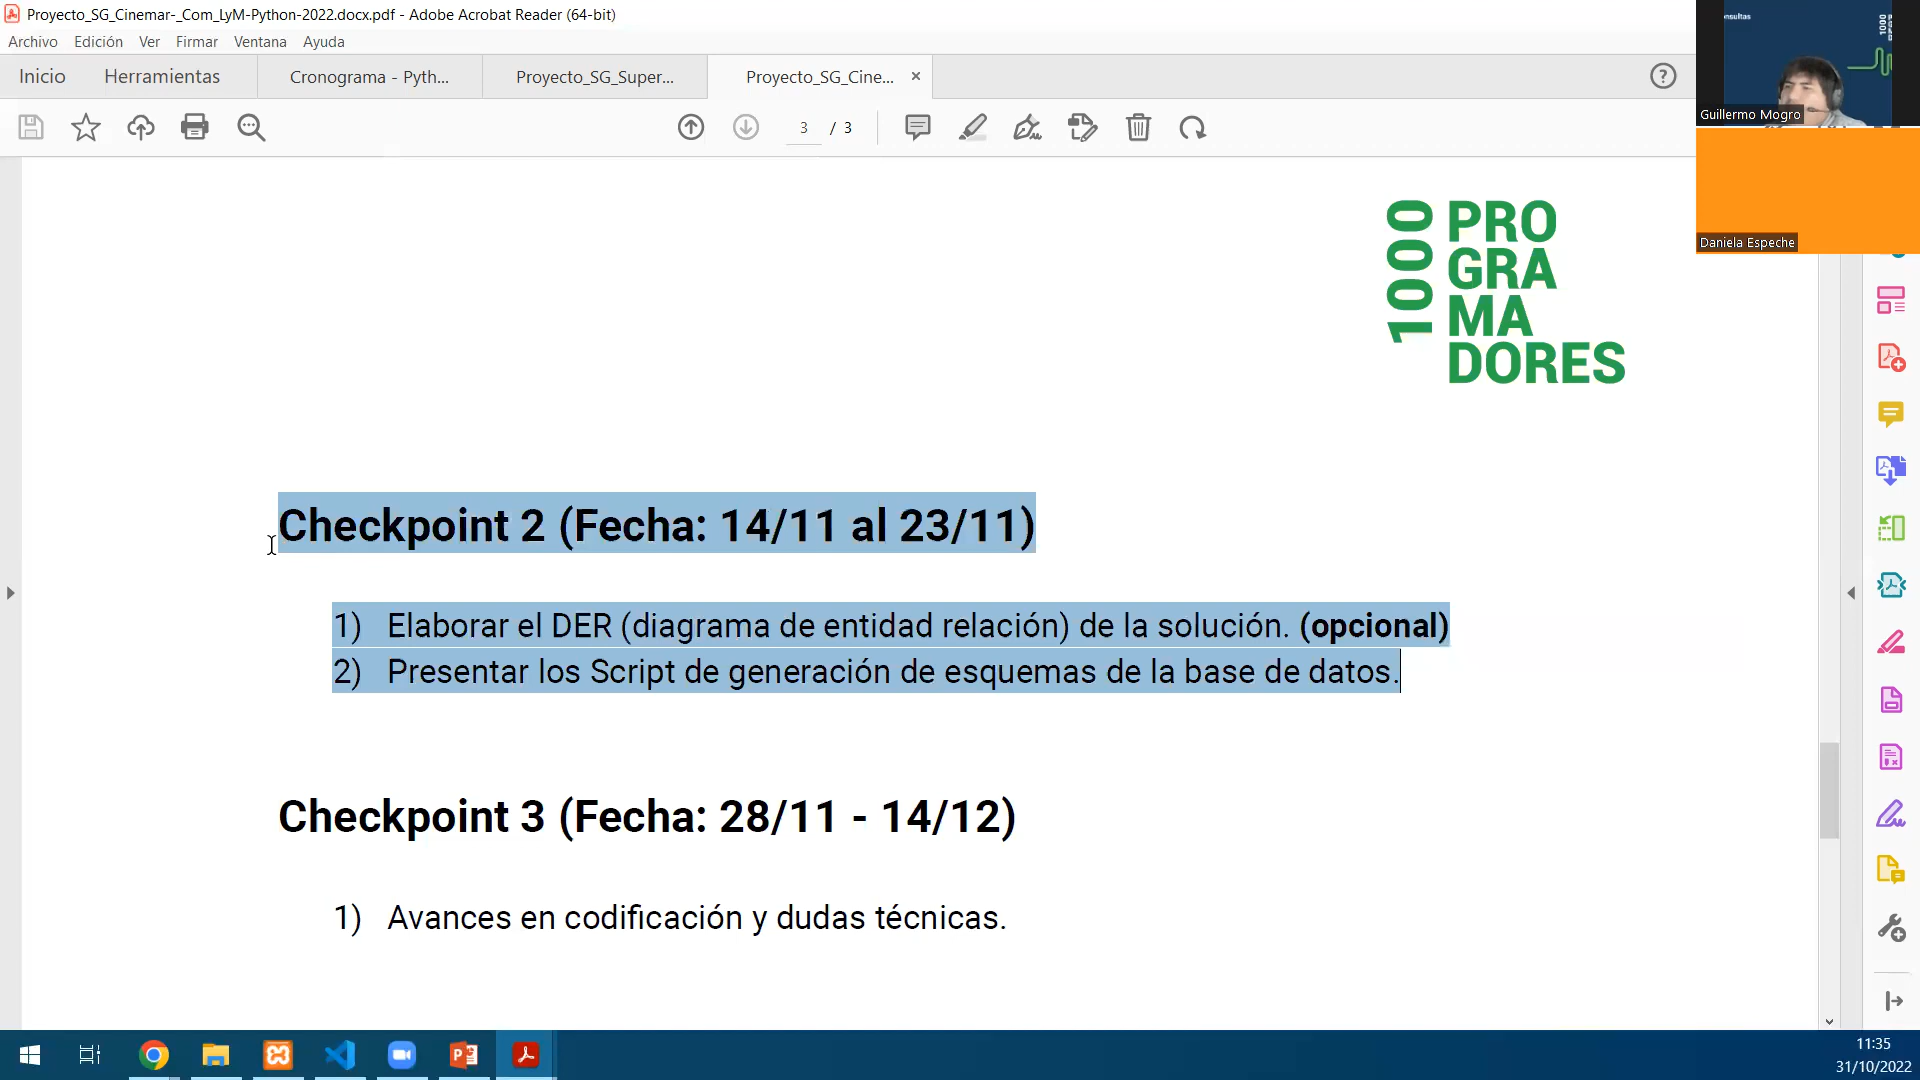 Proyecto_SG_Cinemar-_Com_LyM-Python-2022.docx.pdf - Adobe Acrobat Reader (64-bit)
Archivo Edición Ver Firmar Ventana Ayuda
Inicio Herramientas Cronograma - Pyth... Proyecto_SG_Super... Proyecto_SG_Cine... ×
3 / 3
1000
Guillermo Mogro
Daniela Espeche
1000
PRO
GRA
MA
DORES
Checkpoint 2 (Fecha: 14/11 al 23/11)
1) Elaborar el DER (diagrama de entidad relación) de la solución. (opcional)
2) Presentar los Script de generación de esquemas de la base de datos.
Checkpoint 3 (Fecha: 28/11 - 14/12)
1) Avances en codificación y dudas técnicas.
11:35
31/10/2022